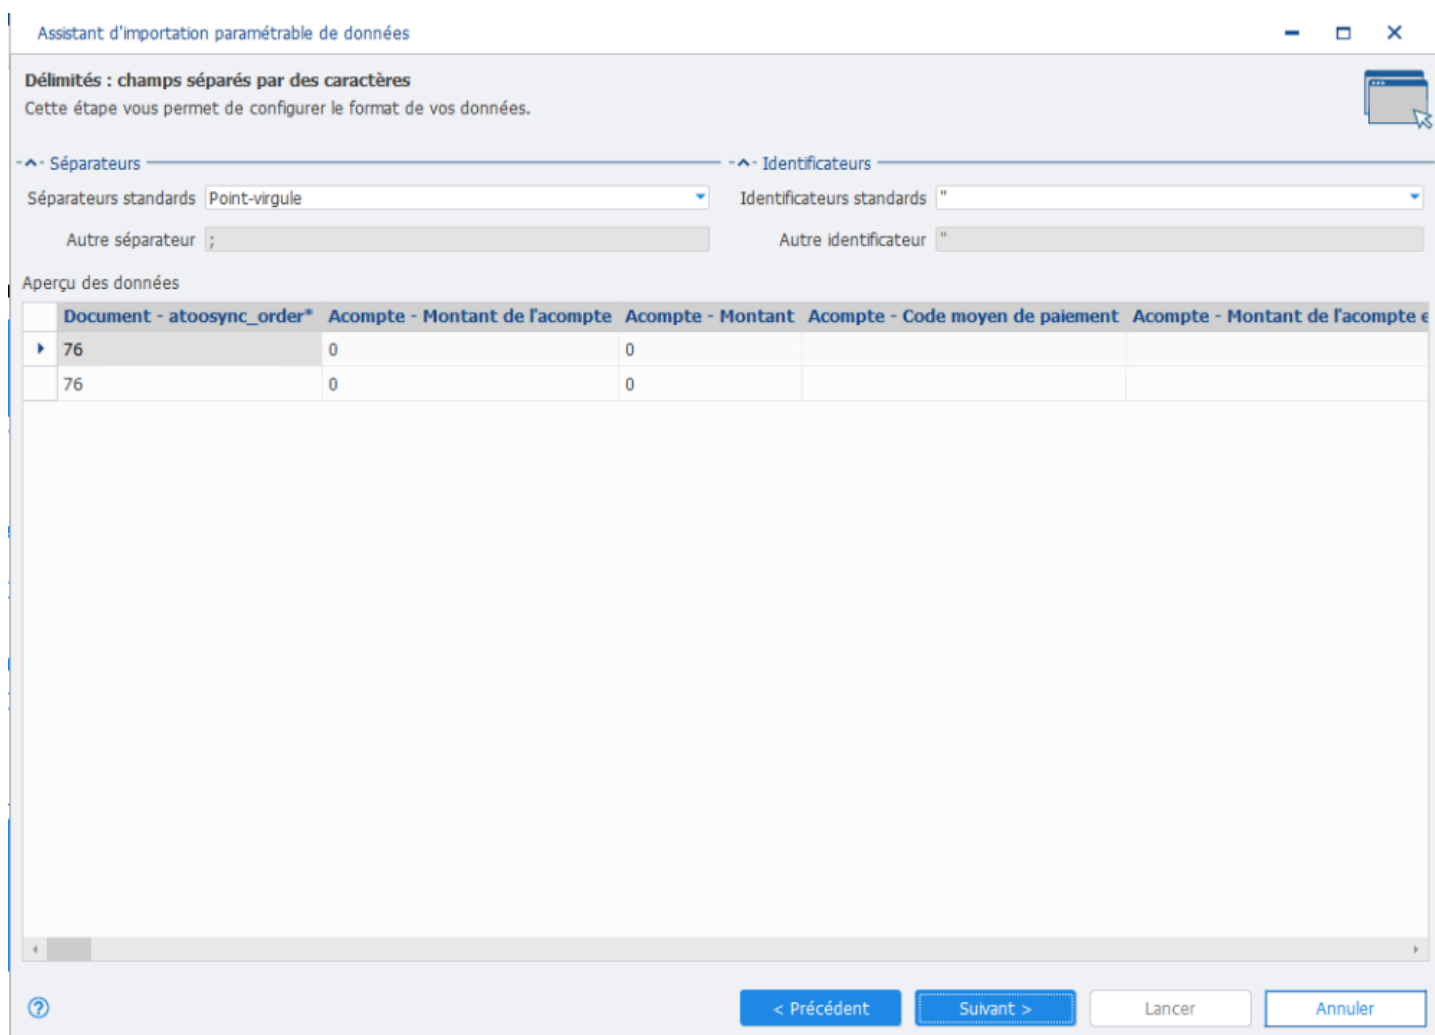 Assistant d'importation paramétrable de données
Délimités : champs séparés par des caractères
Cette étape vous permet de configurer le format de vos données.
Séparateurs
Identificateurs
Séparateurs standards Point-virgule
Identificateurs standards "
Autre séparateur ;
Autre identificateur "
Aperçu des données
Document - atoosync_order* Acompte - Montant de l'acompte Acompte - Montant Acompte - Code moyen de paiement Acompte - Montant de l'acompte e
76 0 0
76 0 0
< Précédent Suivant > Lancer Annuler